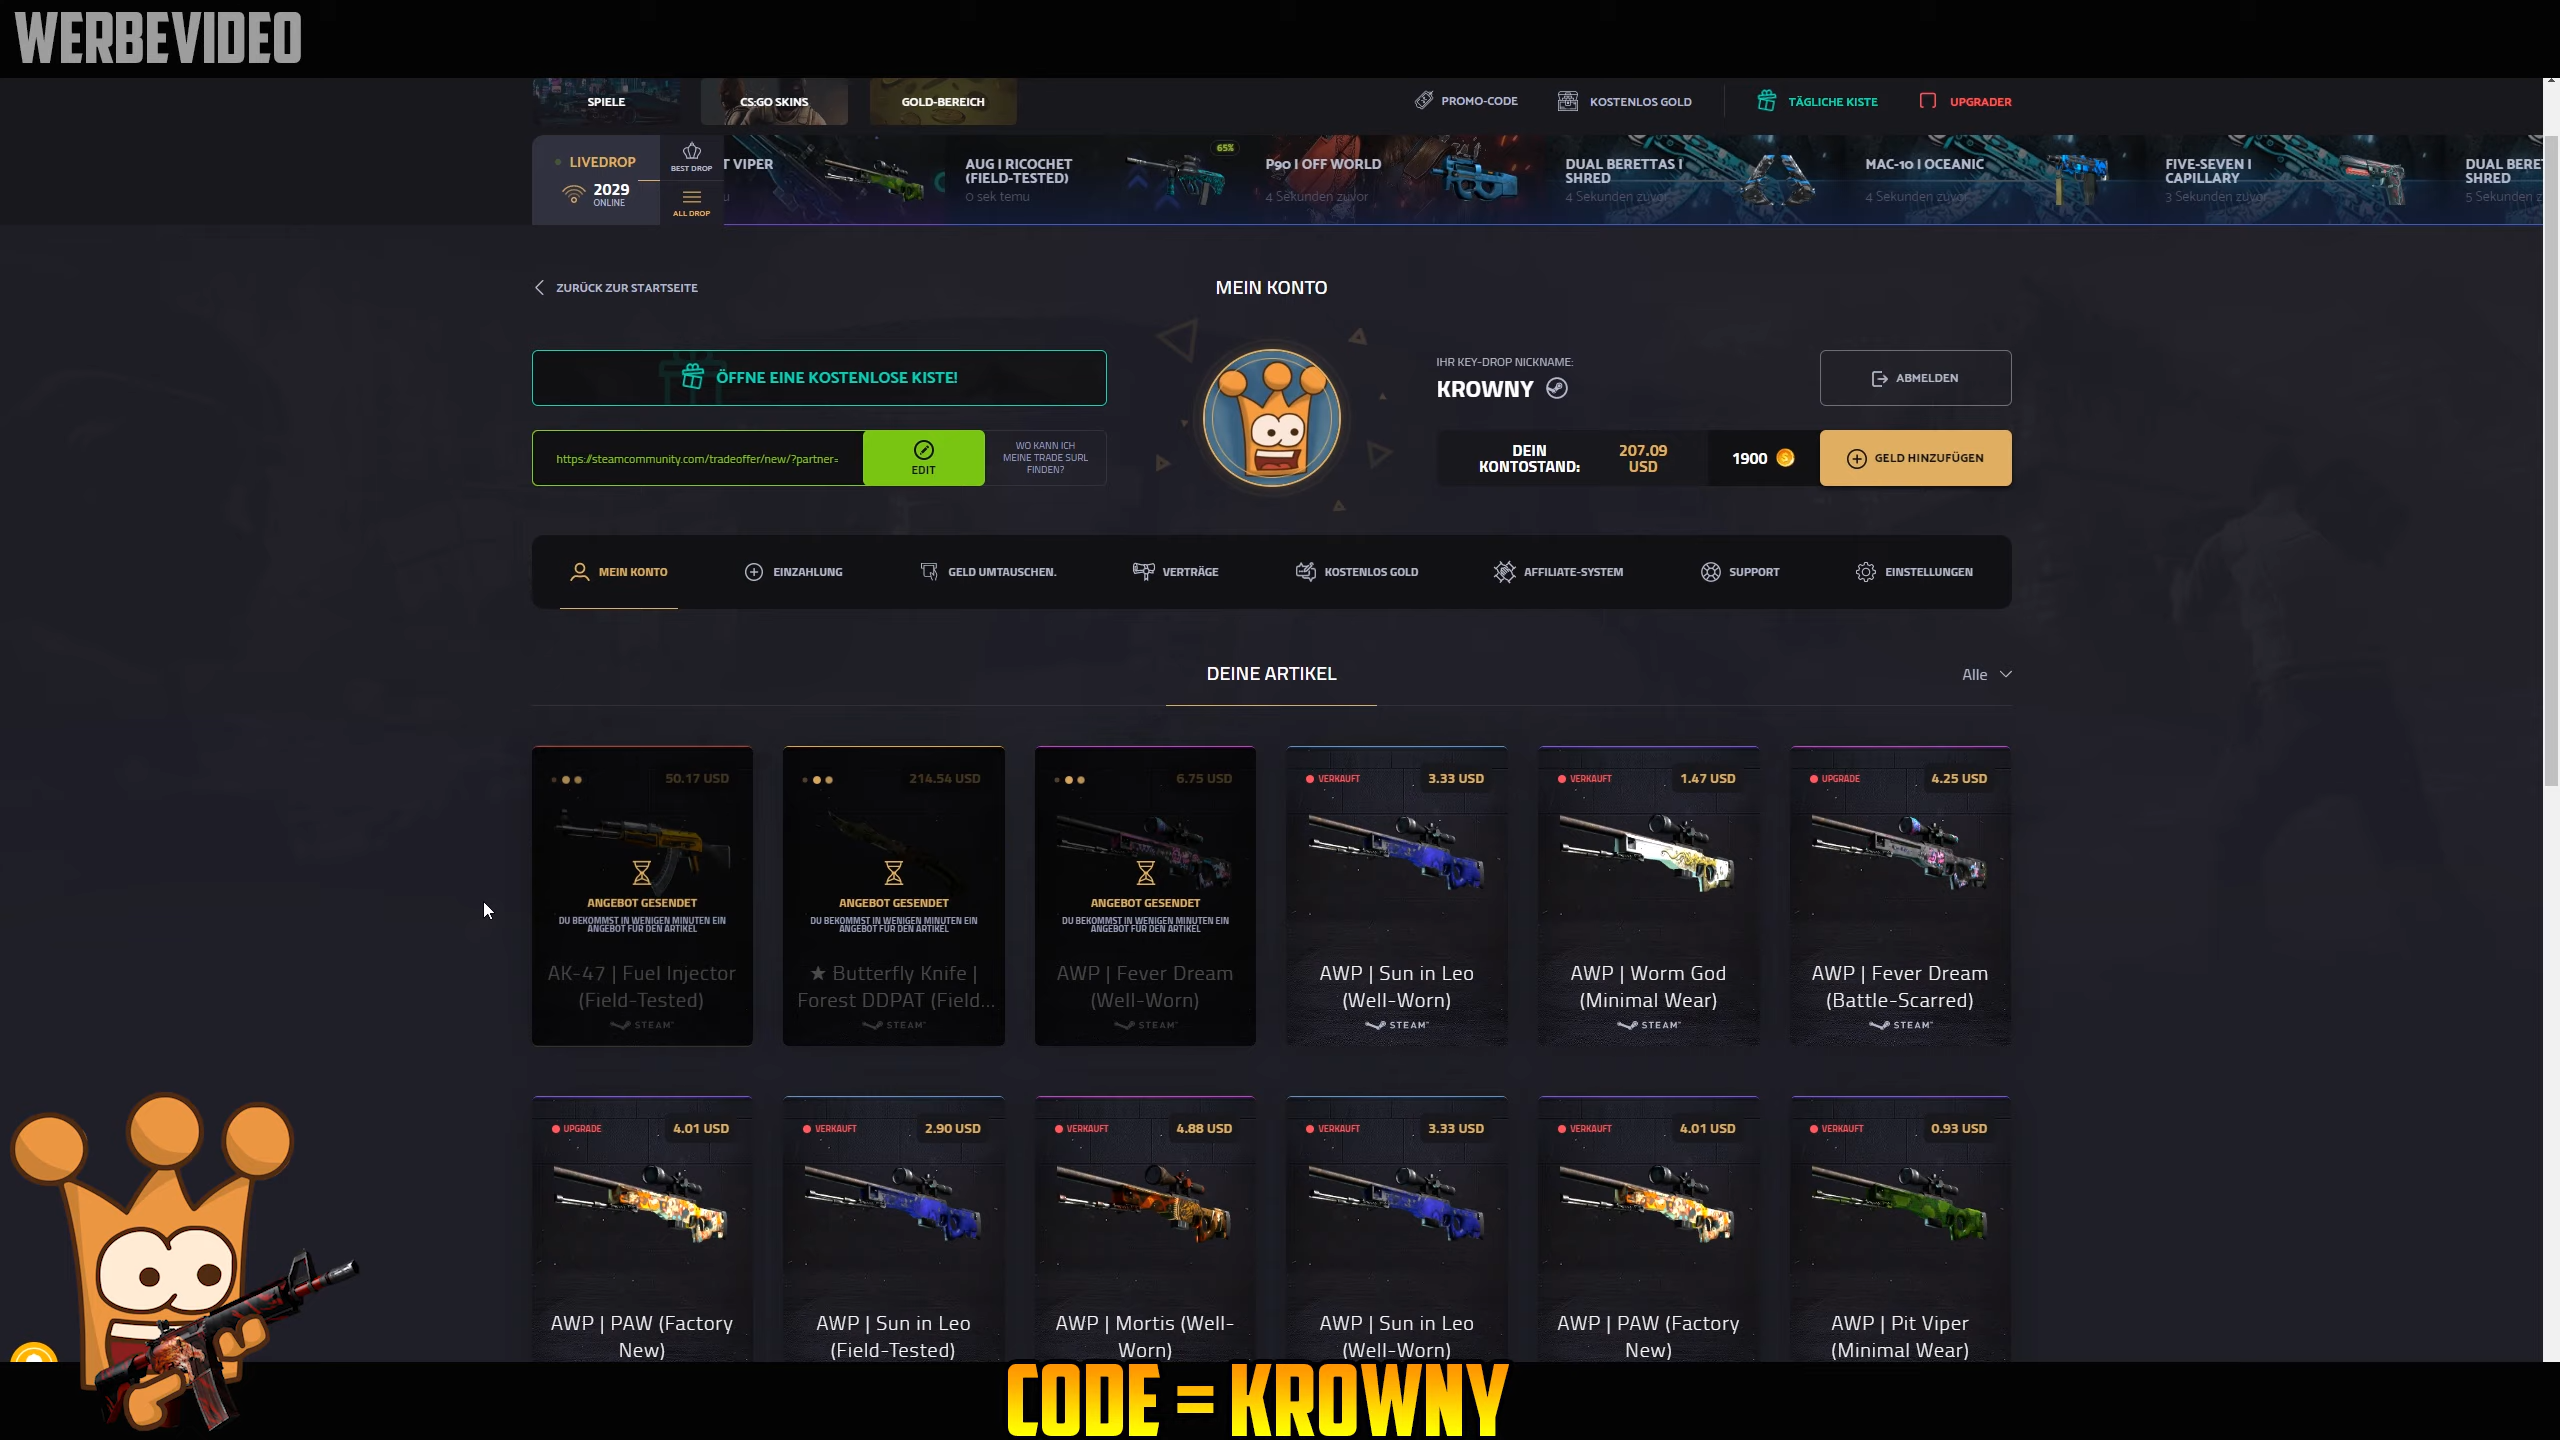 WERBEVIDEO
SPIELE
CS:GO SKINS
GOLD-BEREICH
PROMO-CODE
KOSTENLOS GOLD
TÄGLICHE KISTE
UPGRADER
LIVEDROP
2029
ONLINE
BEST DROP
ALL DROP
T VIPER
AUG | RICOCHET
(FIELD-TESTED)
0 sek temu
65%
P90 | OFF WORLD
4 Sekunden zuvor
DUAL BERETTAS |
SHRED
4 Sekunden zuvor
MAC-10 | OCEANIC
4 Sekunden zuvor
FIVE-SEVEN |
CAPILLARY
3 Sekunden zuvor
DUAL BERET
SHRED
5 Sekunden z
ZURÜCK ZUR STARTSEITE
MEIN KONTO
ÖFFNE EINE KOSTENLOSE KISTE!
https://steamcommunity.com/tradeoffer/new/?partner=
EDIT
WO KANN ICH
MEINE TRADE SURL
FINDEN?
IHR KEY-DROP NICKNAME:
KROWNY
ABMELDEN
DEIN
KONTOSTAND:
207.09
USD
1900
GELD HINZUFÜGEN
MEIN KONTO
EINZAHLUNG
GELD UMTAUSCHEN.
VERTRÄGE
KOSTENLOS GOLD
AFFILIATE-SYSTEM
SUPPORT
EINSTELLUNGEN
DEINE ARTIKEL
Alle
50.17 USD
ANGEBOT GESENDET
DU BEKOMMST IN WENIGEN MINUTEN EIN
ANGEBOT FÜR DEN ARTIKEL
AK-47 | Fuel Injector
(Field-Tested)
STEAM
214.54 USD
ANGEBOT GESENDET
DU BEKOMMST IN WENIGEN MINUTEN EIN
ANGEBOT FÜR DEN ARTIKEL
★ Butterfly Knife |
Forest DDPAT (Field...
STEAM
6.75 USD
ANGEBOT GESENDET
DU BEKOMMST IN WENIGEN MINUTEN EIN
ANGEBOT FÜR DEN ARTIKEL
AWP | Fever Dream
(Well-Worn)
STEAM
VERKAUFT
3.33 USD
AWP | Sun in Leo
(Well-Worn)
STEAM
VERKAUFT
1.47 USD
AWP | Worm God
(Minimal Wear)
STEAM
UPGRADE
4.25 USD
AWP | Fever Dream
(Battle-Scarred)
STEAM
UPGRADE
4.01 USD
AWP | PAW (Factory
New)
VERKAUFT
2.90 USD
AWP | Sun in Leo
(Field-Tested)
VERKAUFT
4.88 USD
AWP | Mortis (Well-
Worn)
VERKAUFT
3.33 USD
AWP | Sun in Leo
(Well-Worn)
VERKAUFT
4.01 USD
AWP | PAW (Factory
New)
VERKAUFT
0.93 USD
AWP | Pit Viper
(Minimal Wear)
CODE = KROWNY